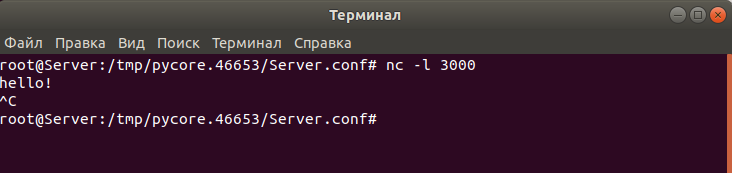 Терминал
Файл Правка Вид Поиск Терминал Справка
root@Server:/tmp/pycore.46653/Server.conf# nc -l 3000
hello!
^C
root@Server:/tmp/pycore.46653/Server.conf#